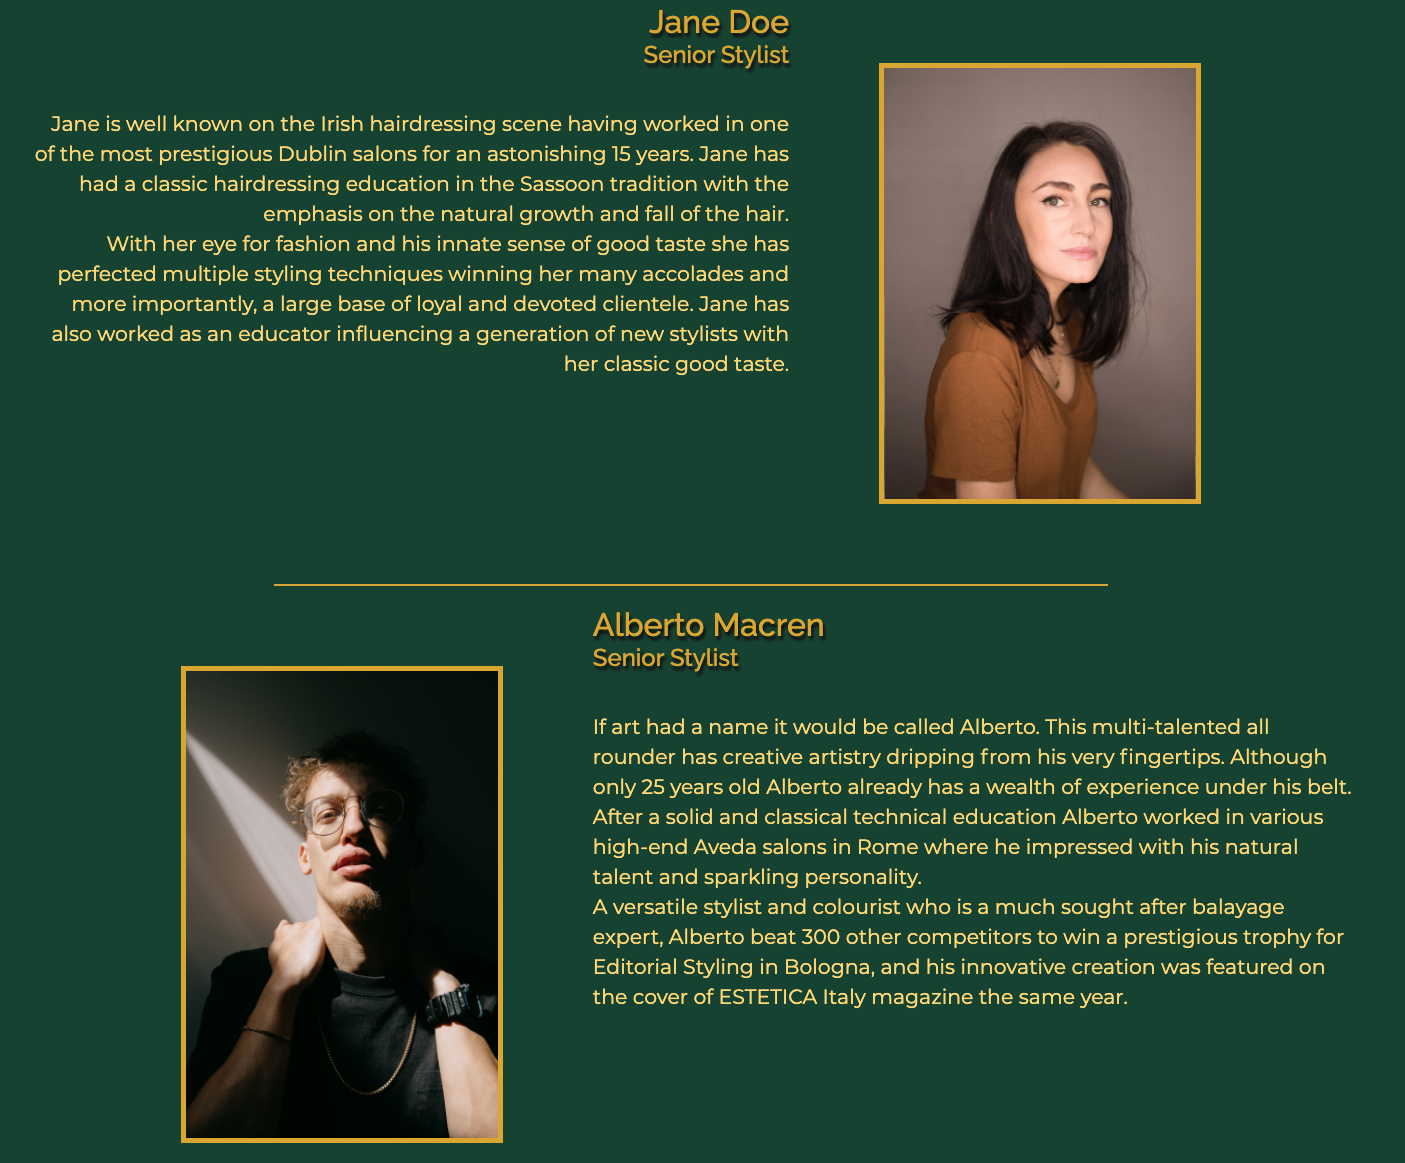 Jane Doe
Senior Stylist
Jane is well known on the Irish hairdressing scene having worked in one
of the most prestigious Dublin salons for an astonishing 15 years. Jane has
had a classic hairdressing education in the Sassoon tradition with the
emphasis on the natural growth and fall of the hair.
With her eye for fashion and his innate sense of good taste she has
perfected multiple styling techniques winning her many accolades and
more importantly, a large base of loyal and devoted clientele. Jane has
also worked as an educator influencing a generation of new stylists with
her classic good taste.
Alberto Macren
Senior Stylist
If art had a name it would be called Alberto. This multi-talented all
rounder has creative artistry dripping from his very fingertips. Although
only 25 years old Alberto already has a wealth of experience under his belt.
After a solid and classical technical education Alberto worked in various
high-end Aveda salons in Rome where he impressed with his natural
talent and sparkling personality.
A versatile stylist and colourist who is a much sought after balayage
expert, Alberto beat 300 other competitors to win a prestigious trophy for
Editorial Styling in Bologna, and his innovative creation was featured on
the cover of ESTETICA Italy magazine the same year.